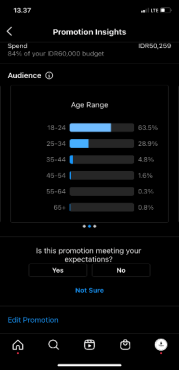 13.37
LTE
Promotion Insights
Spend IDR50,259
84% of your IDR60,000 budget
Audience
Age Range
18-24 63.5%
25-34 28.9%
35-44 4.8%
45-54 1.6%
55-64 0.3%
65+ 0.8%
Is this promotion meeting your
expectations?
Yes No
Not Sure
Edit Promotion